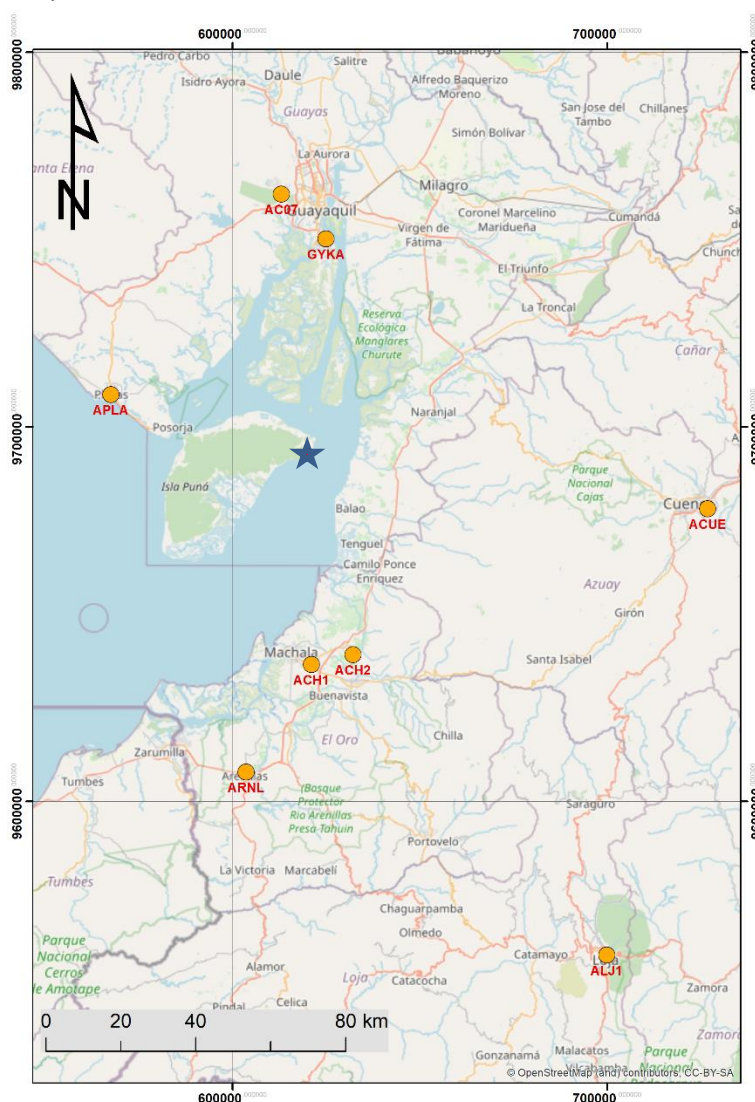 600000
700000
9800000
Pedro Carbo
Salitre
Babahoyo
Isidro Ayora
Daule
Alfredo Baquerizo
Moreno
San Jose del
Tambo
Chillanes
Guayas
Simón Bolívar
La Aurora
anta Elena
Milagro
N
AC07
uayaquil
Coronel Marcelino
Maridueña
Cumandá
Virgen de
Fátima
GYKA
Chunch
El Triunfo
La Troncal
Reserva
Ecológica
Manglares
Churute
Cañar
APLA
Naranjal
Posorja
9700000
Parque
Nacional
Cajas
Isla Puná
Balao
Cuen
ACUE
Tenguel
Camilo Ponce
Enriquez
Azuay
Girón
Machala
ACH1
ACH2
Santa Isabel
Buenavista
Chilla
El Oro
Zarumilla
Tumbes
ARNL
(Bosque
Protector
Rio Arenillas
Presa Tahuin
9600000
Saraguro
Portovelo
La Victoria
Marcabelí
Tumbes
Chaguarpamba
Olmedo
Parque
Nacional
Cerros
de Amotape
Catamayo
ALJ1
Alamor
Loja
Catacocha
Zamora
Celica
Pindal
0
20
40
80 km
Zamora
Gonzanamá
Malacatos
Vilcabamba
Parque
Nacional
© OpenStreetMap (and) contributors, CC-BY-SA
600000
700000